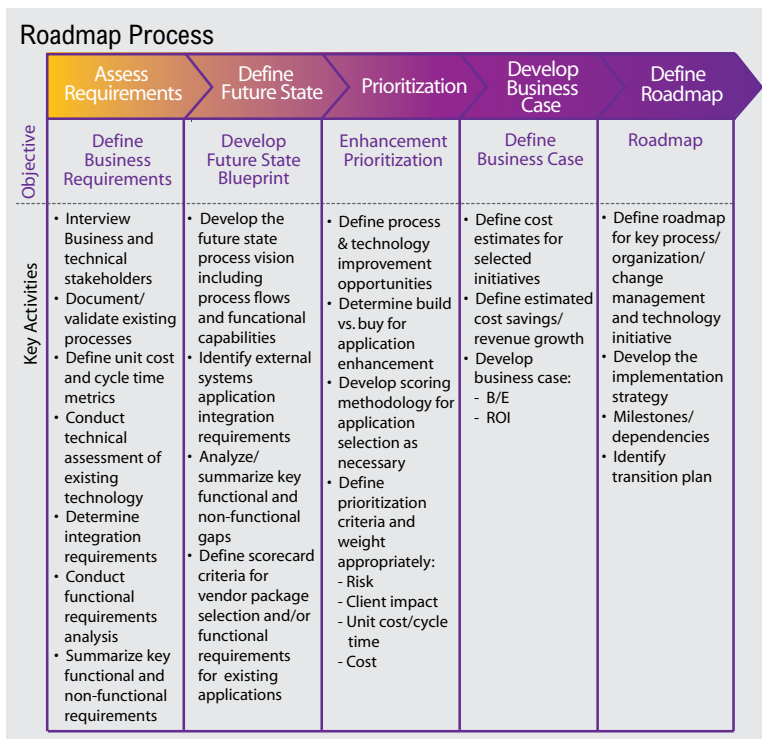 Roadmap Process
Assess
Requirements
Define
Future State
Prioritization
Develop
Business
Case
Define
Roadmap
Objective
Define
Business
Requirements
Develop
Future State
Blueprint
Enhancement
Prioritization
Define
Business Case
Roadmap
Key Activities
• Interview
Business and
technical
stakeholders
• Document/
validate existing
processes
• Define unit cost
and cycle time
metrics
• Conduct
technical
assessment of
existing
technology
• Determine
integration
requirements
• Conduct
functional
requirements
analysis
• Summarize key
functional and
non-functional
requirements
• Develop the
future state
process vision
including
process flows
and funcational
capabilities
• Identify external
systems
application
integration
requirements
• Analyze/
summarize key
functional and
non-functional
gaps
• Define scorecard
criteria for
vendor package
selection and/or
functional
requirements
for existing
applications
• Define process
& technology
improvement
opportunities
• Determine build
vs. buy for
application
enhancement
• Develop scoring
methodology for
application
selection as
necessary
• Define
prioritization
criteria and
weight
appropriately:
- Risk
- Client impact
- Unit cost/cycle
time
- Cost
• Define cost
estimates for
selected
initiatives
• Define estimated
cost savings/
revenue growth
• Develop
business case:
- B/E
- ROI
• Define roadmap
for key process/
organization/
change
management
and technology
initiative
• Develop the
implementation
strategy
• Milestones/
dependencies
• Identify
transition plan